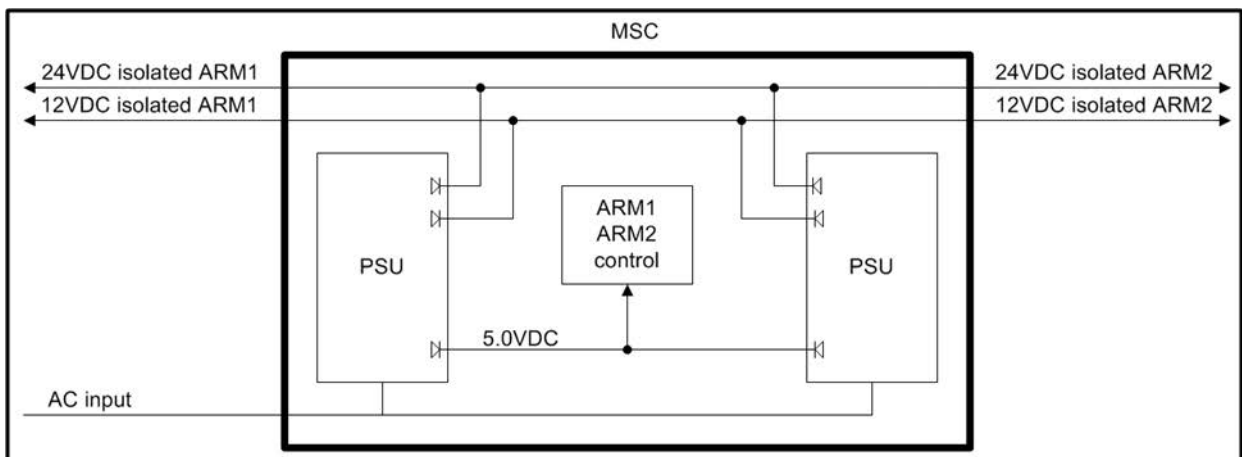 MSC
24VDC isolated ARM1
24VDC isolated ARM2
12VDC isolated ARM1
12VDC isolated ARM2
ARM1
ARM2
control
PSU
PSU
5.0VDC
AC input